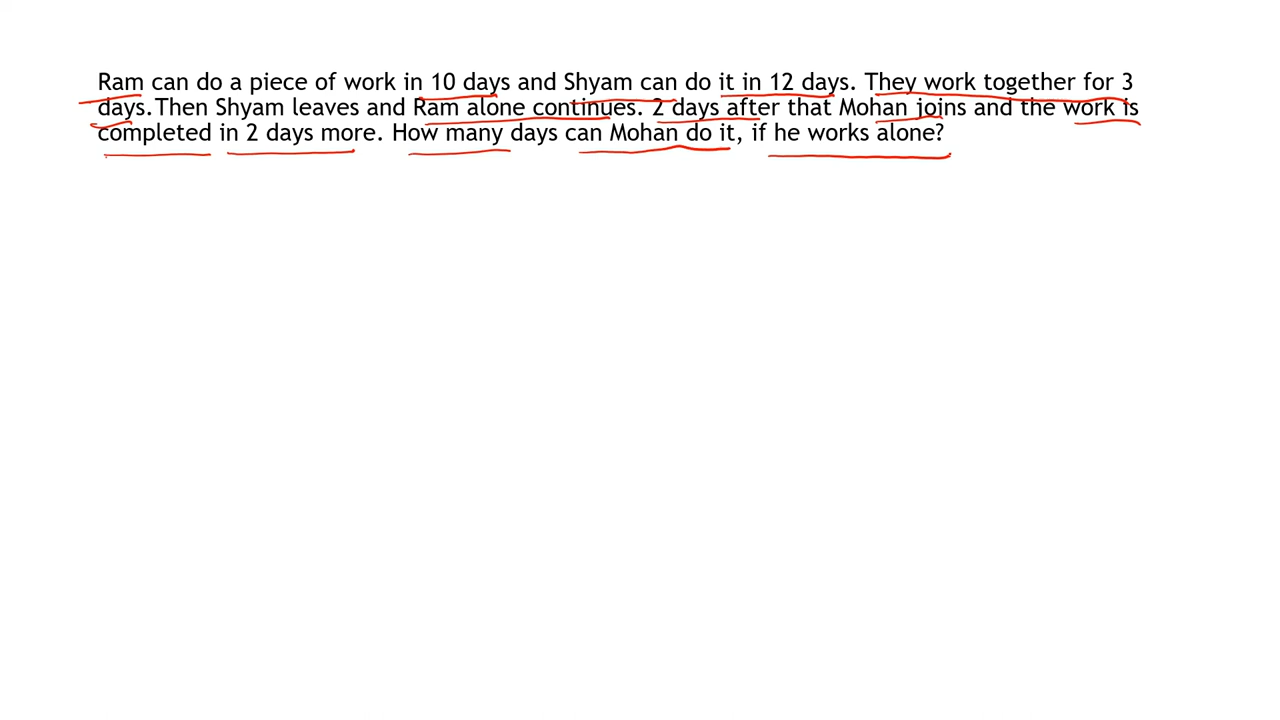 Ram can do a piece of work in 10 days and Shyam can do it in 12 days. They work together for 3
days.Then Shyam leaves and Ram alone continues. 2 days after that Mohan joins and the work is
completed in 2 days more. How many days can Mohan do it, if he works alone?